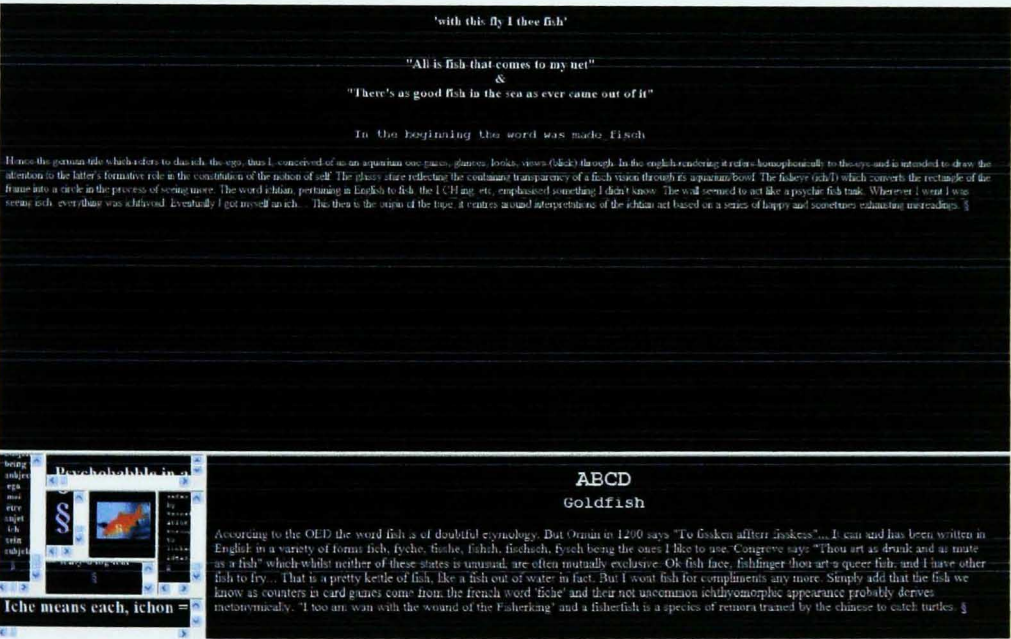 'with this fly I thee fish'
"All is fish that comes to my net"
&
"There's as good fish in the sea as ever came out of it"
In the beginning the word was made fisch
Hence the german title which refers to das ich, the ego, thus I, conceived of as an aquarium one gazes, glances, looks, views (blick) through. In the english rendering it refers homophonically to the eye and is intended to draw the
attention to the latter's formative role in the constitution of the notion of self. The glassy stare reflecting the containing transparency of a fisch vision through its aquarium/bowl. The fisheye (ich/I) which converts the rectangle of the
frame into a circle in the process of seeing more. The word ichtian, pertaining in English to fish, the I CH ing, etc, emphasised something I didn't know. The wall seemed to act like a psychic fish tank. Wherever I went I was
seeing isch, everything was ichthyoid. Eventually I got myself an ich... This then is the origin of the tape, it centres around interpretations of the ichtian act based on a series of happy and sometimes exhausting misreadings. §
being
subjec
ego
moi
etre
sujet
ich
sein
subjek
§
Psychobabble in a
§
§
Iche means each, ichon =
ABCD
Goldfish
According to the OED the word fish is of doubtful etymology. But Ormin in 1200 says "To fissken affterr fisskess"... It can and has been written in
English in a variety of forms fich, fyche, fisshe, fishch, fischsch, fysch being the ones I like to use. Congreve says "Thou art as drunk and as mute
as a fish" which whilst neither of these states is unusual, are often mutually exclusive. Ok fish face, fishfinger thou art a queer fish, and I have other
fish to fry... That is a pretty kettle of fish, like a fish out of water in fact. But I wont fish for compliments any more. Simply add that the fish we
know as counters in card games come from the french word 'fiche' and their not uncommon ichthyomorphic appearance probably derives
metonymically. "I too am wan with the wound of the Fisherking" and a fisherfish is a species of remora trained by the chinese to catch turtles. §